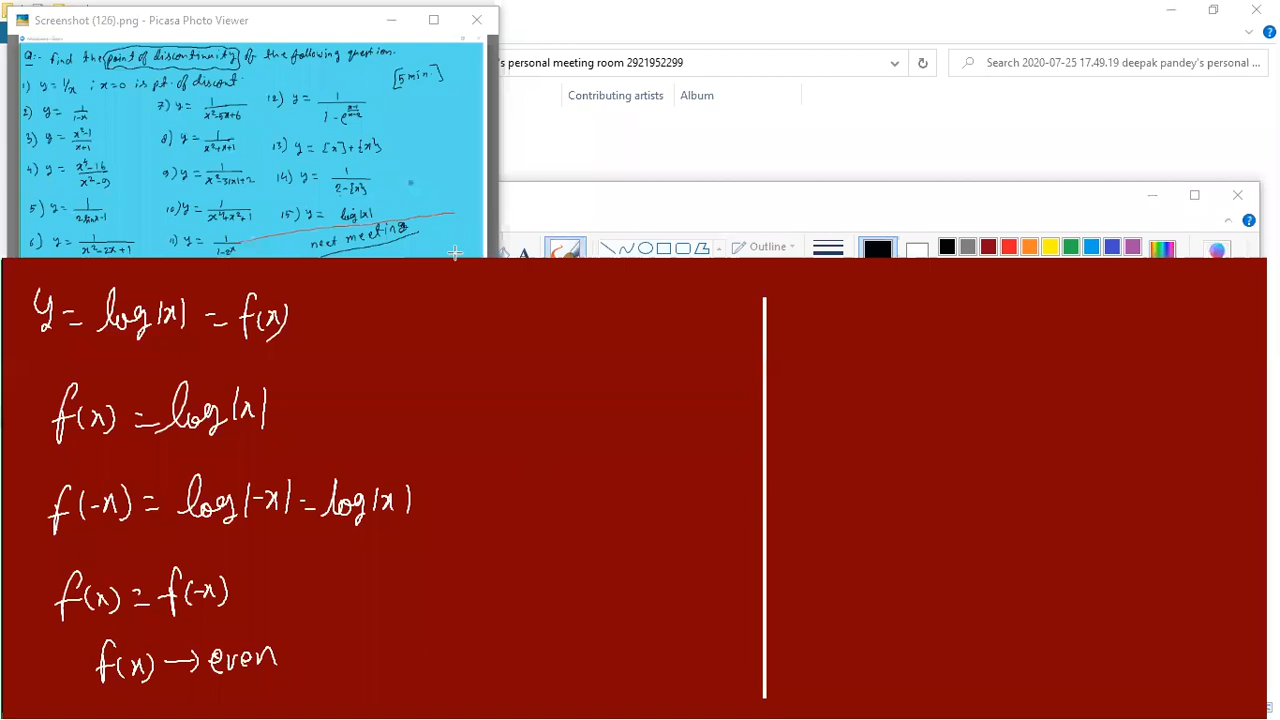 Screenshot (126).png - Picasa Photo Viewer
Q:- find the point of discontinuity of the following question.
[5 min.]
1) y = 1/x ; x=0 is pt. of discont
2) y = 1/(1-x)
3) y = (x²-1)/(x+1)
4) y = (x⁴-16)/(x²-9)
5) y = 1/(2sinx-1)
6) y = 1/(x²-2x+1)
7) y = 1/(x²-5x+6)
8) y = 1/(x²+x+1)
9) y = 1/(x²-3|x|+2)
10) y = 1/(x⁴+x²+1)
11) y = 1/(1-2ˣ)
12) y =
13) y = [x] + {x}
14) y = 1/(2-{x})
15) y = log|x|
next meeting
's personal meeting room 2921952299
Search 2020-07-25 17.49.19 deepak pandey's personal ...
Contributing artists
Album
Outline
y = log|x| = f(x)
f(x) = log|x|
f(-x) = log|-x| = log|x|
f(x) = f(-x)
f(x) → even